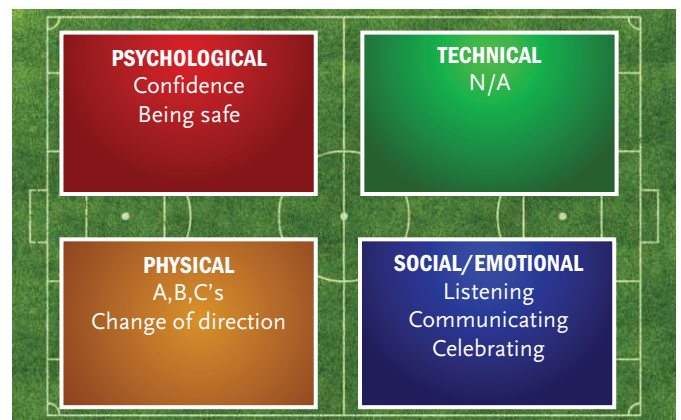 PSYCHOLOGICAL
Confidence
Being safe
TECHNICAL
N/A
PHYSICAL
A,B,C's
Change of direction
SOCIAL/EMOTIONAL
Listening
Communicating
Celebrating